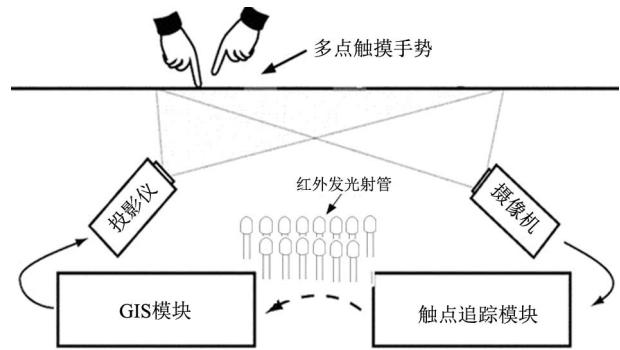 多点触摸手势
红外发光射管
投影仪
摄像机
GIS模块
触点追踪模块